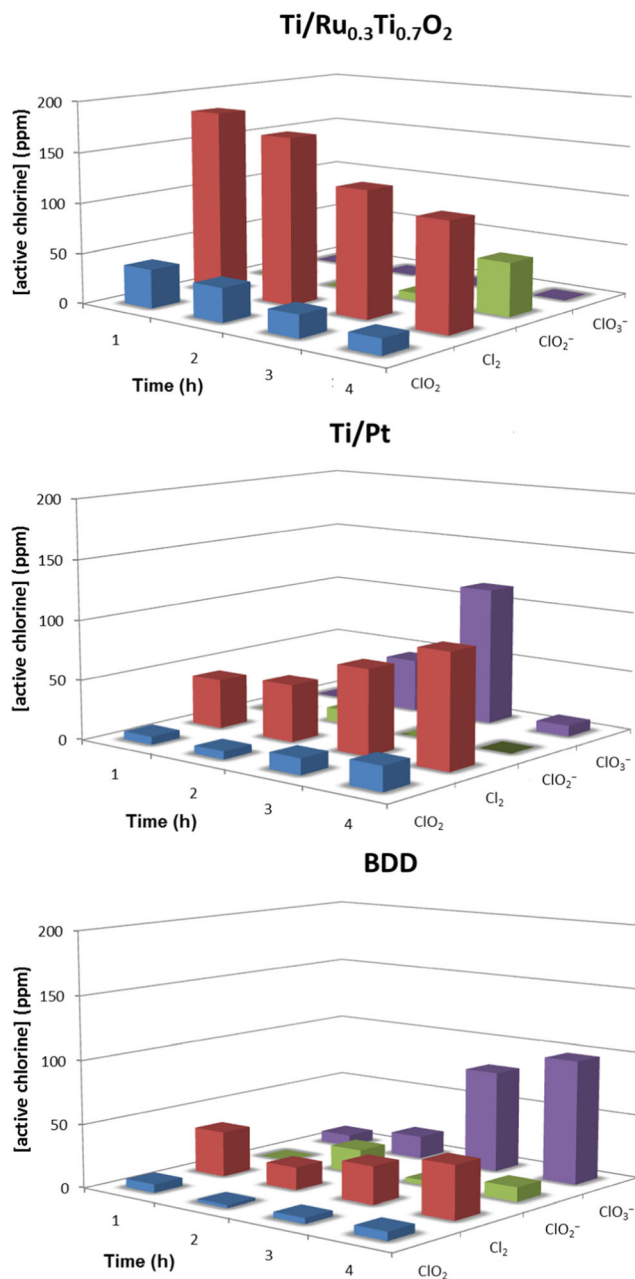 Ti/Ru₀.₃Ti₀.₇O₂
[active chlorine] (ppm)
200
150
100
50
0
1
2
3
4
Time (h)
:
ClO₂
Cl₂
ClO₂⁻
ClO₃⁻
Ti/Pt
[active chlorine] (ppm)
200
150
100
50
0
1
2
3
4
Time (h)
ClO₂
Cl₂
ClO₂⁻
ClO₃⁻
BDD
[active chlorine] (ppm)
200
150
100
50
0
1
2
3
4
Time (h)
ClO₂
Cl₂
ClO₂⁻
ClO₃⁻